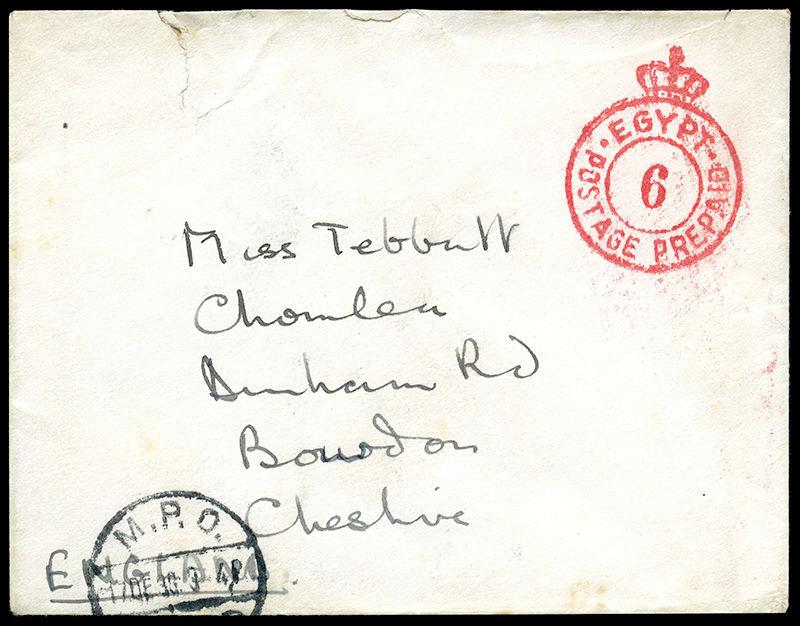 EGYPT
POSTAGE PREPAID
6
Miss Tebbutt
Chomlea
Dunham Rd
Bowdon
Cheshire
ENGLAND.
M.P.O.